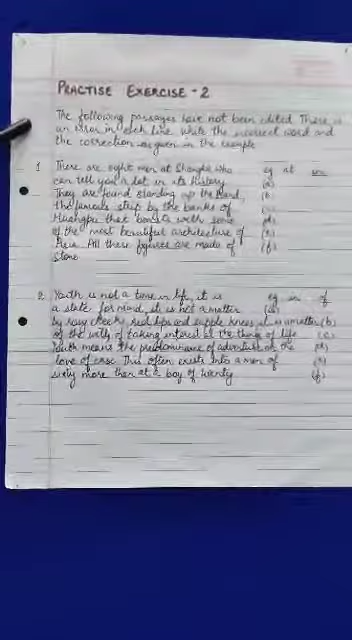 PRACTISE EXERCISE - 2
The following passages have not been edited. There is
an error in each line. Write the incorrect word and
the correction as given in the example
1. There are eight men at Shanghai who eg at in
can tell you a lot in its history. (a)
They are found standing up the Bund, (b)
the famous strip by the banks of (c)
Huangpu that boasts with some (d)
of the most beautiful architecture of (e)
Asia. All these figures are made of (f)
Stone
2. Youth is not a time in life, it is eg in of
a state for mind, it is not a matter (a)
by rosy cheeks, red lips and supple knees, it is a matter (b)
of the will, of taking interest at the things of life (c)
Youth means the predominance of adventure on the (d)
love of ease. This often exists into a man of (e)
sixty more then at a boy of twenty (f)